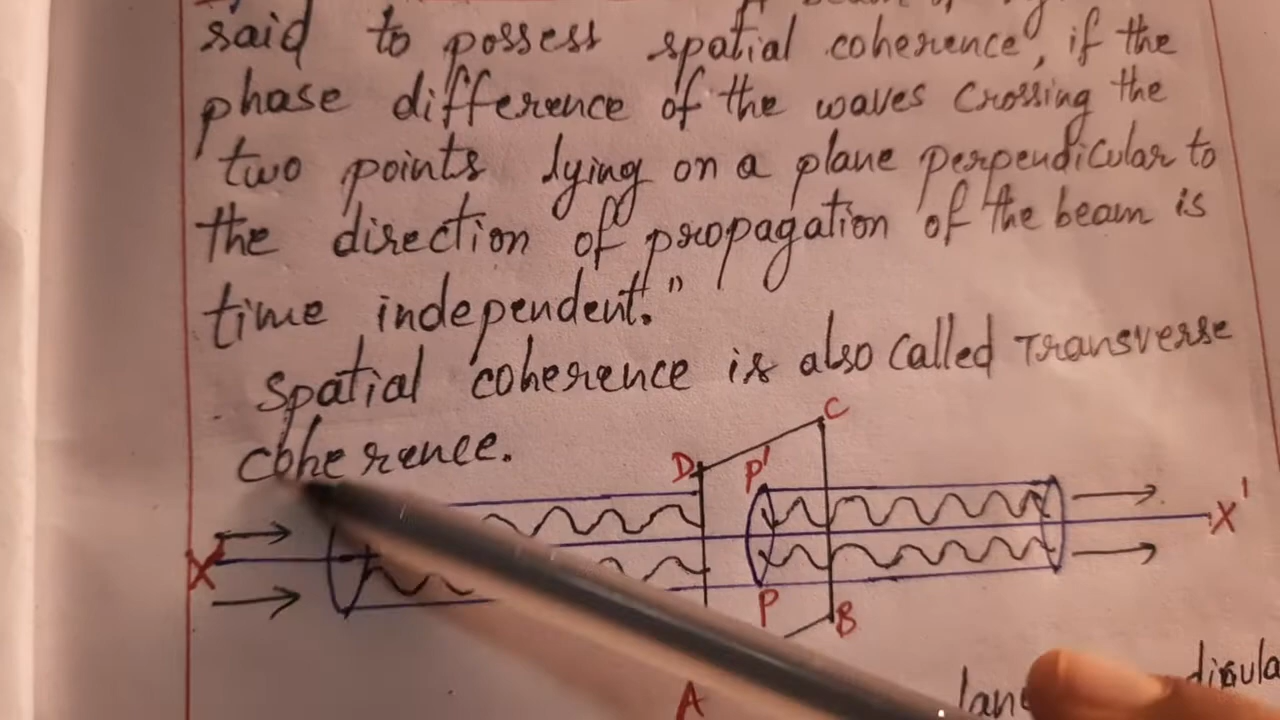 beam of
said to possess spatial coherence, if the
phase difference of the waves crossing the
two points lying on a plane perpendicular to
the direction of propagation of the beam is
time independent."
Spatial coherence is also called Transverse
coherence.
C
D P'
X X'
P B
A